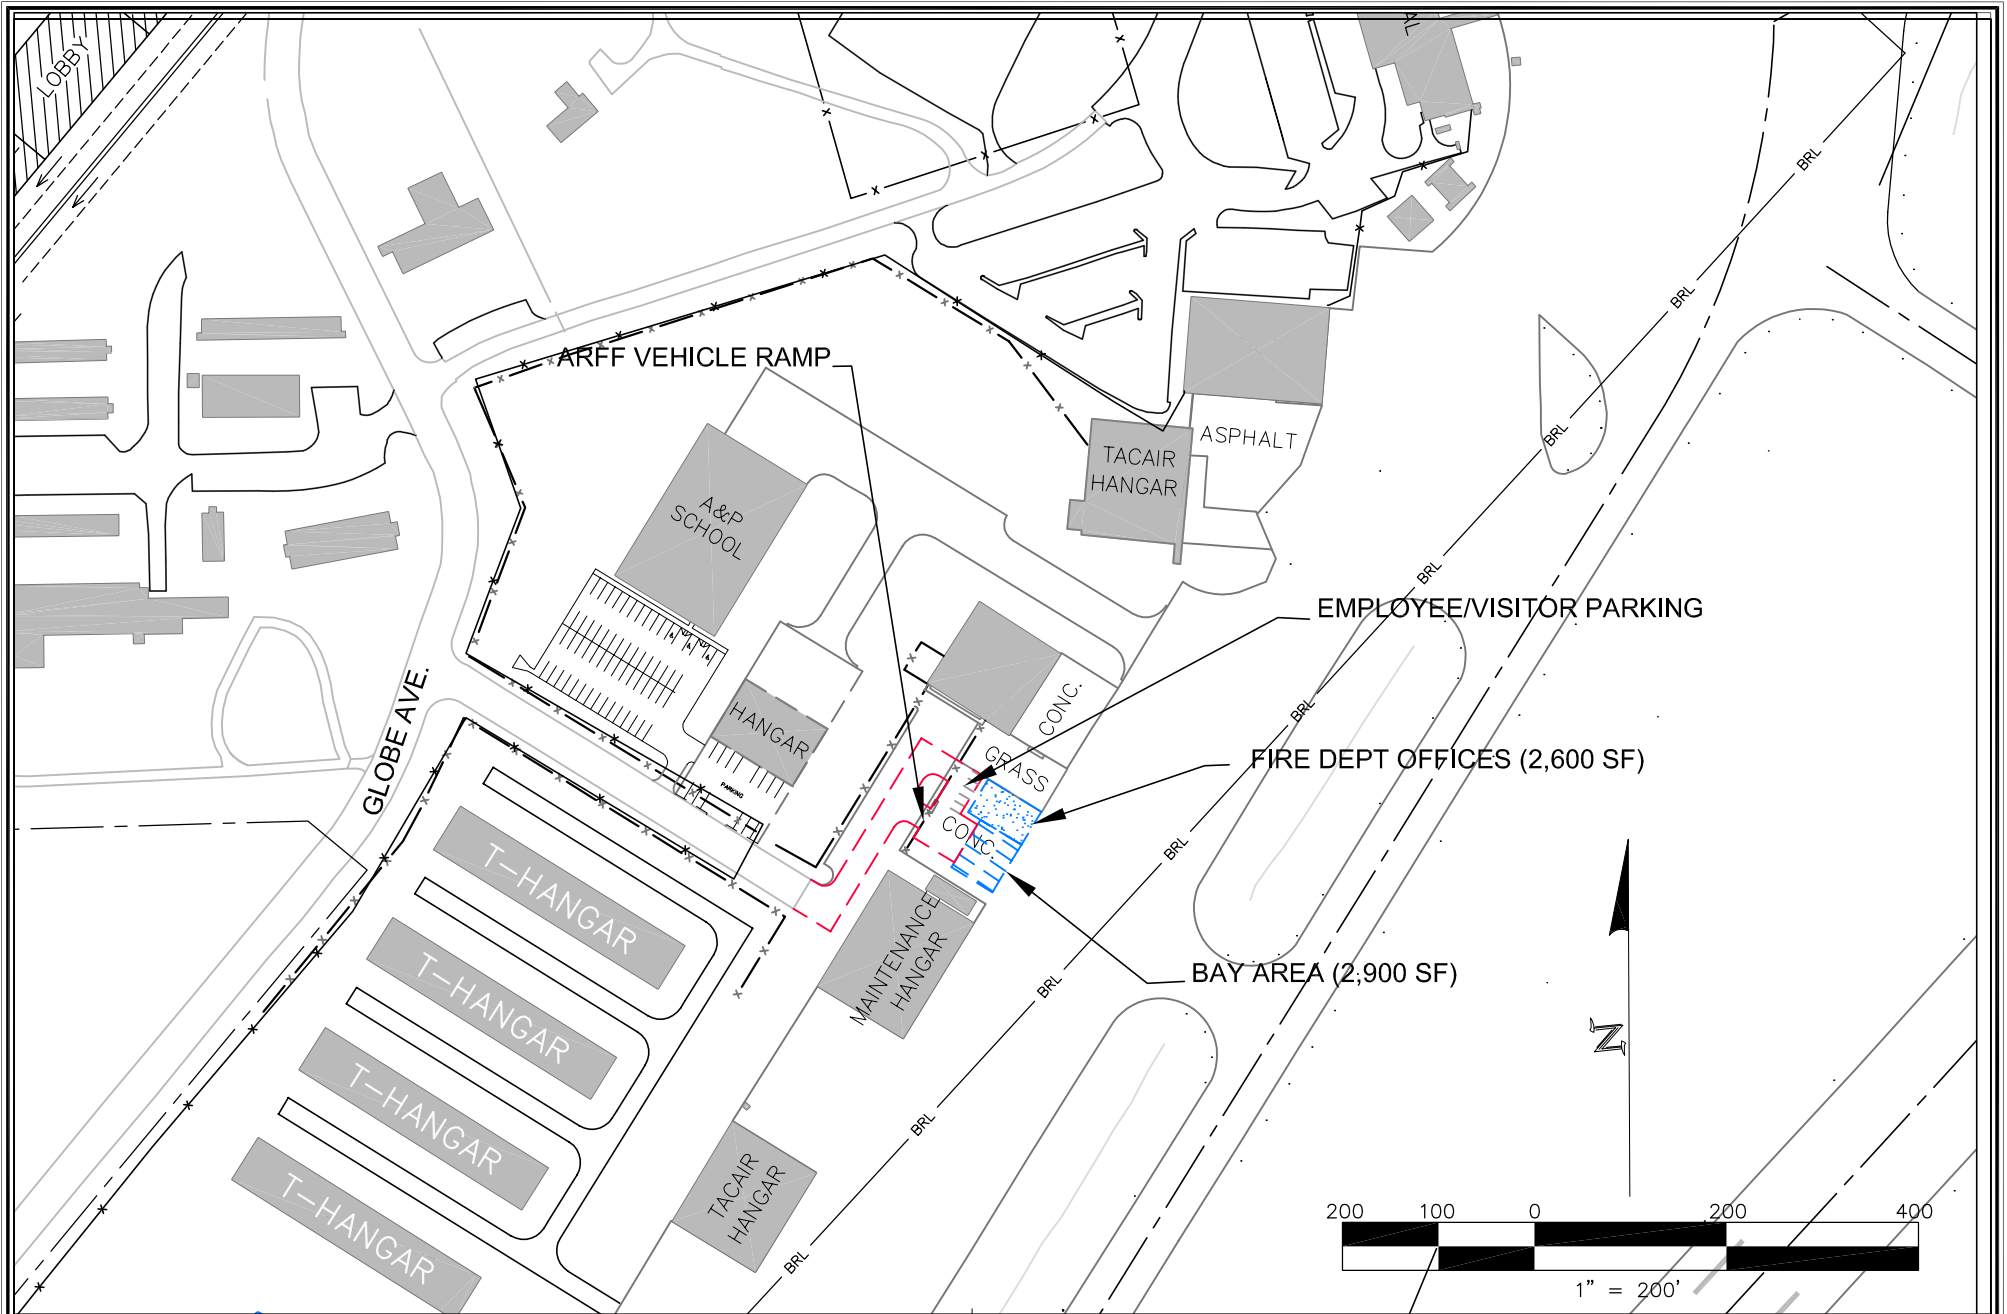 LOBBY
AL
BRL
BRL
ARFF VEHICLE RAMP
ASPHALT
TACAIR
HANGAR
BRL
A&P
SCHOOL
BRL
EMPLOYEE/VISITOR PARKING
GLOBE AVE.
HANGAR
CONC.
BRL
GRASS
FIRE DEPT OFFICES (2,600 SF)
PARKING
CONC.
BRL
T-HANGAR
MAINTENANCE
HANGAR
BAY AREA (2,900 SF)
BRL
T-HANGAR
N
T-HANGAR
BRL
TACAIR
HANGAR
T-HANGAR
BRL
200 100 0 200 400
1" = 200'